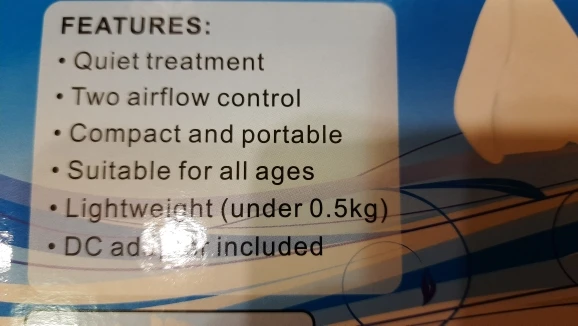 FEATURES:
• Quiet treatment
• Two airflow control
• Compact and portable
• Suitable for all ages
• Lightweight (under 0.5kg)
• DC adapter included